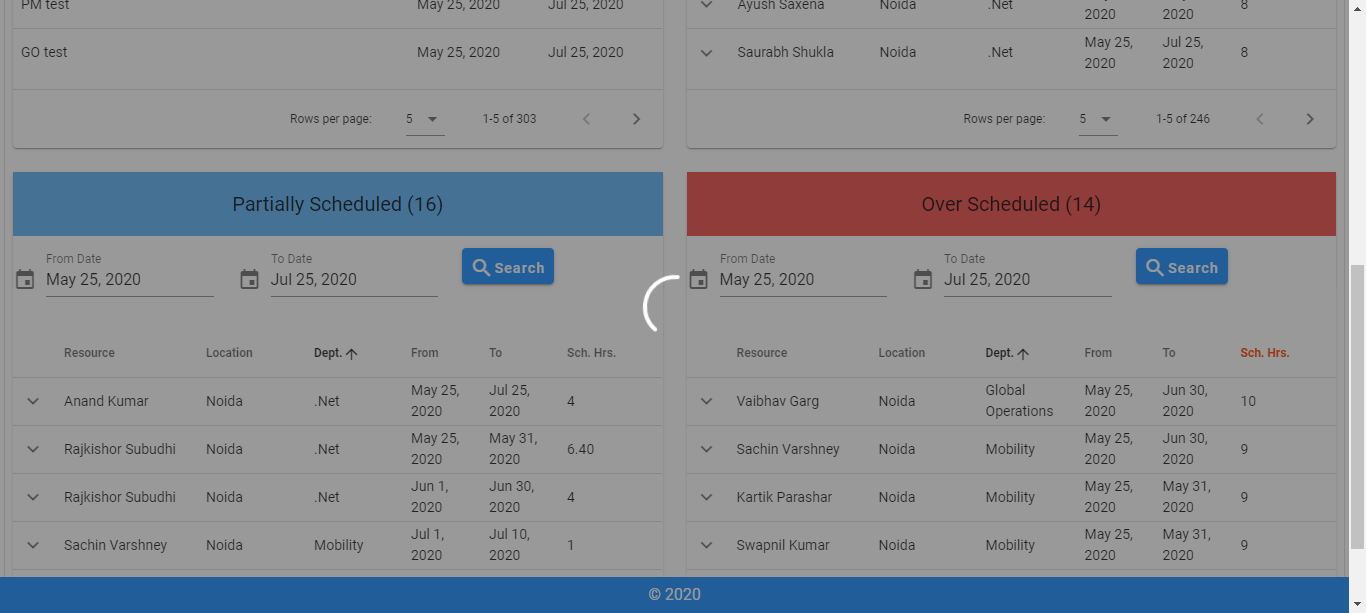 PM test May 25, 2020 Jul 25, 2020
GO test May 25, 2020 Jul 25, 2020
Rows per page: 5 1-5 of 303
Ayush Saxena Noida .Net May 25, 2020 Jul 25, 2020 8
Saurabh Shukla Noida .Net May 25, 2020 Jul 25, 2020 8
Rows per page: 5 1-5 of 246
Partially Scheduled (16)
From Date To Date
May 25, 2020 Jul 25, 2020 Search
Resource Location Dept. From To Sch. Hrs.
Anand Kumar Noida .Net May 25, 2020 Jul 25, 2020 4
Rajkishor Subudhi Noida .Net May 25, 2020 May 31, 2020 6.40
Rajkishor Subudhi Noida .Net Jun 1, 2020 Jun 30, 2020 4
Sachin Varshney Noida Mobility Jul 1, 2020 Jul 10, 2020 1
Over Scheduled (14)
From Date To Date
May 25, 2020 Jul 25, 2020 Search
Resource Location Dept. From To Sch. Hrs.
Vaibhav Garg Noida Global Operations May 25, 2020 Jun 30, 2020 10
Sachin Varshney Noida Mobility May 25, 2020 Jun 30, 2020 9
Kartik Parashar Noida Mobility May 25, 2020 May 31, 2020 9
Swapnil Kumar Noida Mobility May 25, 2020 May 31, 2020 9
© 2020